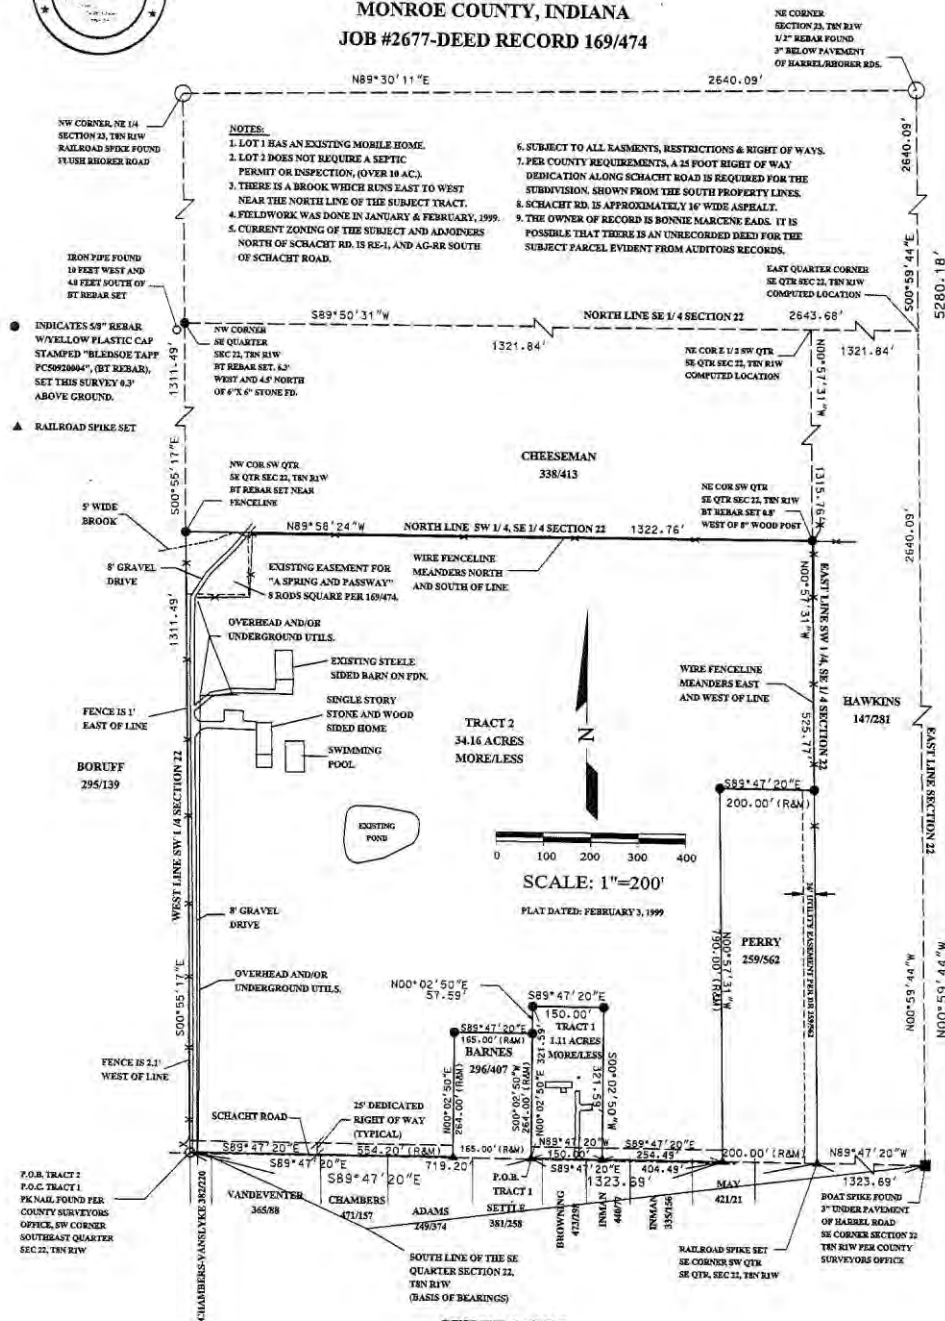 MONROE COUNTY, INDIANA
JOB #2677-DEED RECORD 169/474
NE CORNER
SECTION 23, T8N R1W
1/2" REBAR FOUND
3" BELOW PAVEMENT
OF HARREL/RHORER RDS.
N89°30'11"E
2640.09'
NW CORNER, NE 1/4
SECTION 23, T8N R1W
RAILROAD SPIKE FOUND
FLUSH RHORER ROAD
NOTES:
1. LOT 1 HAS AN EXISTING MOBILE HOME.
2. LOT 2 DOES NOT REQUIRE A SEPTIC
PERMIT OR INSPECTION, (OVER 10 AC.).
3. THERE IS A BROOK WHICH RUNS EAST TO WEST
NEAR THE NORTH LINE OF THE SUBJECT TRACT.
4. FIELDWORK WAS DONE IN JANUARY & FEBRUARY, 1999.
5. CURRENT ZONING OF THE SUBJECT AND ADJOINERS
NORTH OF SCHACHT RD. IS RE-1, AND AG-RR SOUTH
OF SCHACHT ROAD.
6. SUBJECT TO ALL EASMENTS, RESTRICTIONS & RIGHT OF WAYS.
7. PER COUNTY REQUIREMENTS, A 25 FOOT RIGHT OF WAY
DEDICATION ALONG SCHACHT ROAD IS REQUIRED FOR THE
SUBDIVISION, SHOWN FROM THE SOUTH PROPERTY LINES.
8. SCHACHT RD. IS APPROXIMATELY 16' WIDE ASPHALT.
9. THE OWNER OF RECORD IS BONNIE MARCENE EADS. IT IS
POSSIBLE THAT THERE IS AN UNRECORDED DEED FOR THE
SUBJECT PARCEL EVIDENT FROM AUDITORS RECORDS.
2640.09'
S00°59'44"E
5280.18'
IRON PIPE FOUND
10 FEET WEST AND
4.0 FEET SOUTH OF
BT REBAR SET
EAST QUARTER CORNER
SE QTR SEC 22, T8N R1W
COMPUTED LOCATION
S89°50'31"W
1321.84'
NORTH LINE SE 1/4 SECTION 22
2643.68'
1321.84'
INDICATES 5/8" REBAR
W/YELLOW PLASTIC CAP
STAMPED "BLEDSOE TAPP
PC50920004", (BT REBAR),
SET THIS SURVEY 0.3'
ABOVE GROUND.
RAILROAD SPIKE SET
1311.49'
S00°55'17"E
NW CORNER
SE QUARTER
SEC 22, T8N R1W
BT REBAR SET, 6.3'
WEST AND 4.5' NORTH
OF 6"X 6" STONE FD.
NE COR E 1/2 SW QTR
SE QTR SEC 22, T8N R1W
COMPUTED LOCATION
N00°57'31"W
1315.76'
CHEESEMAN
338/413
NW COR SW QTR
SE QTR SEC 22, T8N R1W
BT REBAR SET NEAR
FENCELINE
NE COR SW QTR
SE QTR SEC 22, T8N R1W
BT REBAR SET 0.8'
WEST OF 8" WOOD POST
5' WIDE
BROOK
N89°58'24"W
NORTH LINE SW 1/4, SE 1/4 SECTION 22
1322.76'
2640.09'
8' GRAVEL
DRIVE
EXISTING EASEMENT FOR
"A SPRING AND PASSWAY"
8 RODS SQUARE PER 169/474.
WIRE FENCELINE
MEANDERS NORTH
AND SOUTH OF LINE
N00°57'31"W
EAST LINE SW 1/4, SE 1/4 SECTION 22
1311.49'
OVERHEAD AND/OR
UNDERGROUND UTILS.
EXISTING STEELE
SIDED BARN ON FDN.
SINGLE STORY
STONE AND WOOD
SIDED HOME
SWIMMING
POOL
WIRE FENCELINE
MEANDERS EAST
AND WEST OF LINE
525.77'
HAWKINS
147/281
FENCE IS 1'
EAST OF LINE
TRACT 2
34.16 ACRES
MORE/LESS
N
BORUFF
295/139
WEST LINE SW 1/4 SECTION 22
EAST LINE SECTION 22
S89°47'20"E
200.00' (R&M)
EXISTING
POND
0 100 200 300 400
SCALE: 1"=200'
PLAT DATED: FEBRUARY 3, 1999
8' GRAVEL
DRIVE
N00°57'31"W
790.00' (R&M)
PERRY
259/562
N00°59'44"W
N00°59'44"W
S00°55'17"E
OVERHEAD AND/OR
UNDERGROUND UTILS.
N00°02'50"E
57.59'
S89°47'20"E
150.00'
TRACT 1
1.11 ACRES
MORE/LESS
S89°47'20"E
165.00' (R&M)
BARNES
296/407
N00°02'50"E
264.00' (R&M)
S00°02'50"W
264.00' (R&M)
N00°02'50"E 321.59'
S00°02'50"W
321.59'
FENCE IS 2.1'
WEST OF LINE
SCHACHT ROAD
25' DEDICATED
RIGHT OF WAY
(TYPICAL)
S89°47'20"E
554.20' (R&M)
165.00' (R&M)
N89°47'20"W
150.00'
S89°47'20"E
254.49'
200.00' (R&M)
N89°47'20"W
S89°47'20"E
719.20'
S89°47'20"E
404.49'
1323.69'
S89°47'20"E
1323.69'
P.O.B. TRACT 2
P.O.C. TRACT 1
PK NAIL FOUND PER
COUNTY SURVEYORS
OFFICE, SW CORNER
SOUTHEAST QUARTER
SEC 22, T8N R1W
CHAMBERS-VANSLYKE 382/220
VANDEVENTER
365/88
CHAMBERS
471/157
ADAMS
249/374
P.O.B.
TRACT 1
SETTLE
381/258
BROWNING
473/298
INMAN
440/77
INMAN
335/156
MAY
421/21
SOUTH LINE OF THE SE
QUARTER SECTION 22,
T8N R1W
(BASIS OF BEARINGS)
RAILROAD SPIKE SET
SE CORNER SW QTR
SE QTR, SEC 22, T8N R1W
BOAT SPIKE FOUND
3" UNDER PAVEMENT
OF HARREL ROAD
SE CORNER SECTION 22
T8N R1W PER COUNTY
SURVEYORS OFFICE